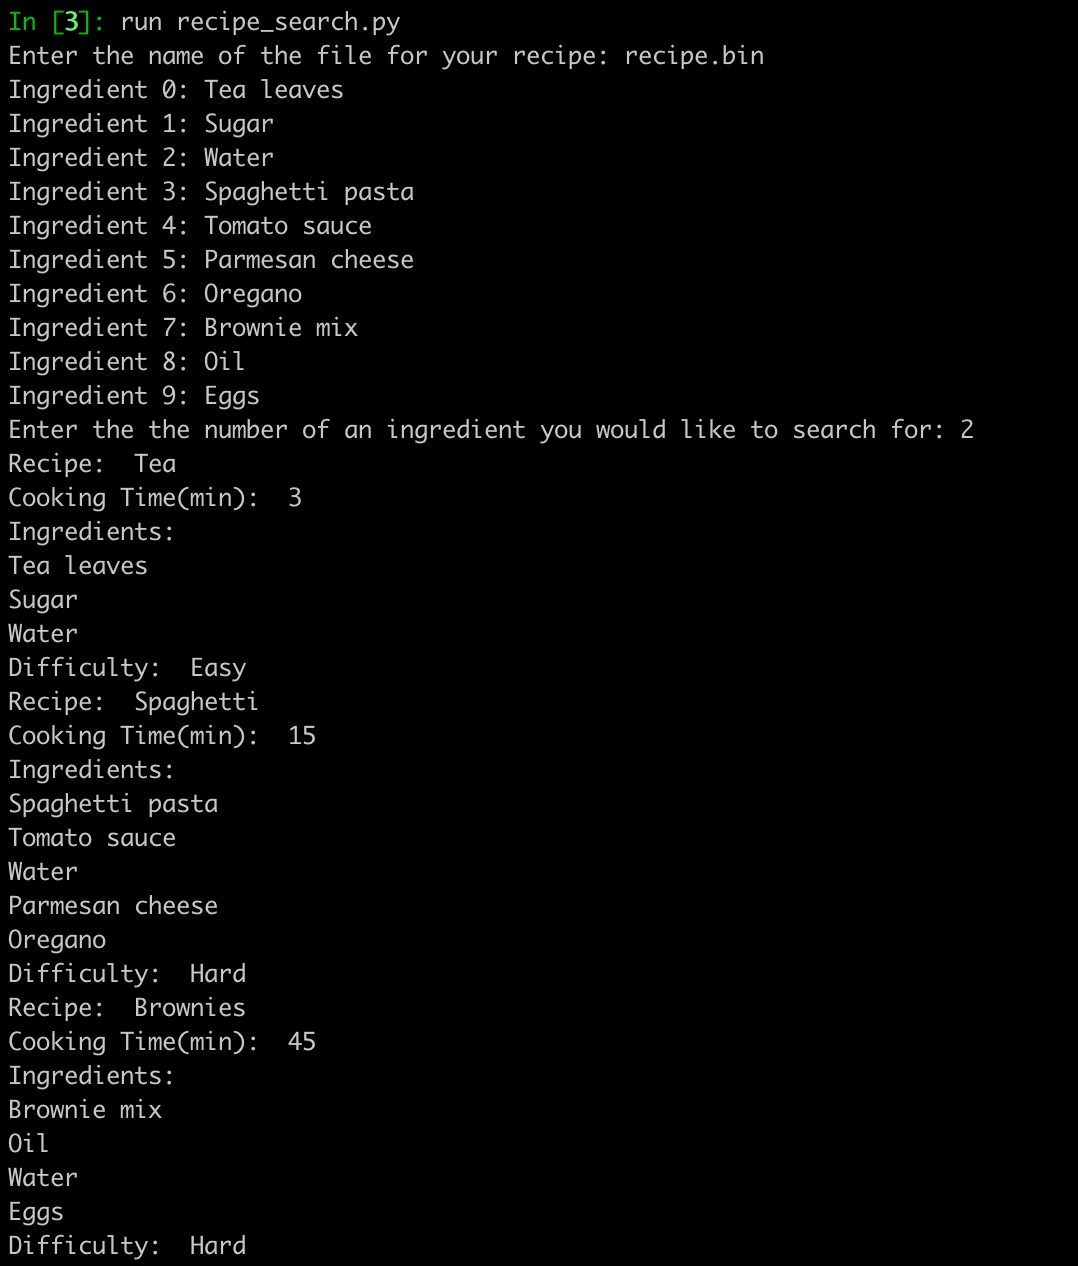 In [3]: run recipe_search.py
Enter the name of the file for your recipe: recipe.bin
Ingredient 0: Tea leaves
Ingredient 1: Sugar
Ingredient 2: Water
Ingredient 3: Spaghetti pasta
Ingredient 4: Tomato sauce
Ingredient 5: Parmesan cheese
Ingredient 6: Oregano
Ingredient 7: Brownie mix
Ingredient 8: Oil
Ingredient 9: Eggs
Enter the the number of an ingredient you would like to search for: 2
Recipe:  Tea
Cooking Time(min):  3
Ingredients:
Tea leaves
Sugar
Water
Difficulty:  Easy
Recipe:  Spaghetti
Cooking Time(min):  15
Ingredients:
Spaghetti pasta
Tomato sauce
Water
Parmesan cheese
Oregano
Difficulty:  Hard
Recipe:  Brownies
Cooking Time(min):  45
Ingredients:
Brownie mix
Oil
Water
Eggs
Difficulty:  Hard